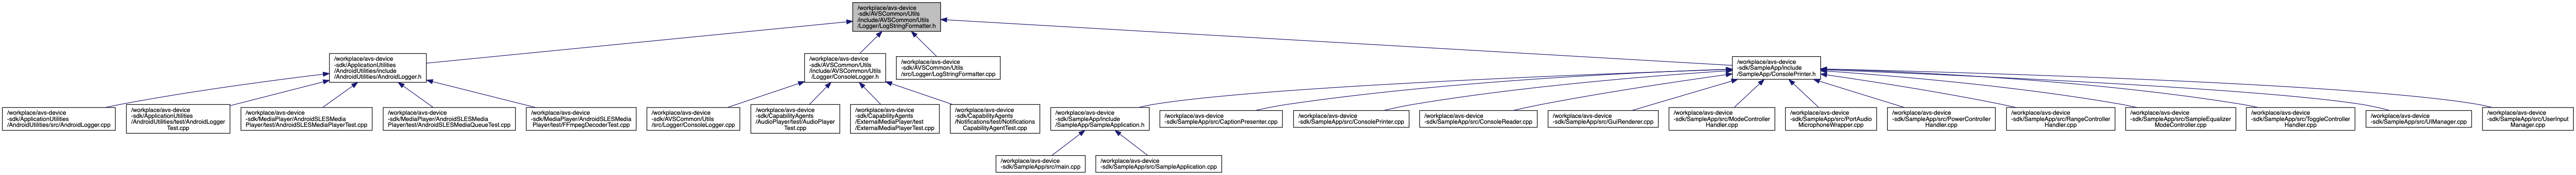 /workplace/avs-device
-sdk/AVSCommon/Utils
/include/AVSCommon/Utils
/Logger/LogStringFormatter.h
/workplace/avs-device
-sdk/ApplicationUtilities
/AndroidUtilities/include
/AndroidUtilities/AndroidLogger.h
/workplace/avs-device
-sdk/AVSCommon/Utils
/include/AVSCommon/Utils
/Logger/ConsoleLogger.h
/workplace/avs-device
-sdk/AVSCommon/Utils
/src/Logger/LogStringFormatter.cpp
/workplace/avs-device
-sdk/SampleApp/include
/SampleApp/ConsolePrinter.h
/workplace/avs-device
-sdk/ApplicationUtilities
/AndroidUtilities/src/AndroidLogger.cpp
/workplace/avs-device
-sdk/ApplicationUtilities
/AndroidUtilities/test/AndroidLogger
Test.cpp
/workplace/avs-device
-sdk/MediaPlayer/AndroidSLESMedia
Player/test/AndroidSLESMediaPlayerTest.cpp
/workplace/avs-device
-sdk/MediaPlayer/AndroidSLESMedia
Player/test/AndroidSLESMediaQueueTest.cpp
/workplace/avs-device
-sdk/MediaPlayer/AndroidSLESMedia
Player/test/FFmpegDecoderTest.cpp
/workplace/avs-device
-sdk/AVSCommon/Utils
/src/Logger/ConsoleLogger.cpp
/workplace/avs-device
-sdk/CapabilityAgents
/AudioPlayer/test/AudioPlayer
Test.cpp
/workplace/avs-device
-sdk/CapabilityAgents
/ExternalMediaPlayer/test
/ExternalMediaPlayerTest.cpp
/workplace/avs-device
-sdk/CapabilityAgents
/Notifications/test/Notifications
CapabilityAgentTest.cpp
/workplace/avs-device
-sdk/SampleApp/include
/SampleApp/SampleApplication.h
/workplace/avs-device
-sdk/SampleApp/src/CaptionPresenter.cpp
/workplace/avs-device
-sdk/SampleApp/src/ConsolePrinter.cpp
/workplace/avs-device
-sdk/SampleApp/src/ConsoleReader.cpp
/workplace/avs-device
-sdk/SampleApp/src/GuiRenderer.cpp
/workplace/avs-device
-sdk/SampleApp/src/ModeController
Handler.cpp
/workplace/avs-device
-sdk/SampleApp/src/PortAudio
MicrophoneWrapper.cpp
/workplace/avs-device
-sdk/SampleApp/src/PowerController
Handler.cpp
/workplace/avs-device
-sdk/SampleApp/src/RangeController
Handler.cpp
/workplace/avs-device
-sdk/SampleApp/src/SampleEqualizer
ModeController.cpp
/workplace/avs-device
-sdk/SampleApp/src/ToggleController
Handler.cpp
/workplace/avs-device
-sdk/SampleApp/src/UIManager.cpp
/workplace/avs-device
-sdk/SampleApp/src/UserInput
Manager.cpp
/workplace/avs-device
-sdk/SampleApp/src/main.cpp
/workplace/avs-device
-sdk/SampleApp/src/SampleApplication.cpp